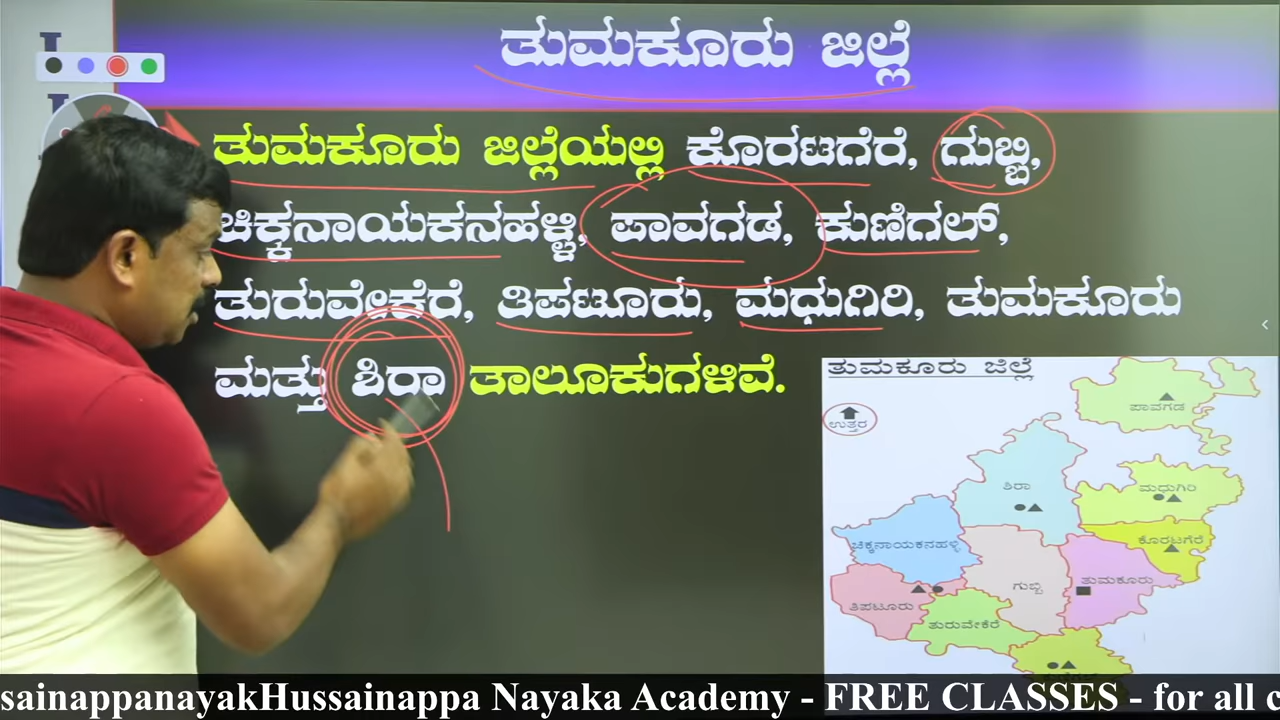 ತುಮಕೂರು ಜಿಲ್ಲೆ
ತುಮಕೂರು ಜಿಲ್ಲೆಯಲ್ಲಿ ಕೊರಟಗೆರೆ, ಗುಬ್ಬಿ,
ಚಿಕ್ಕನಾಯಕನಹಳ್ಳಿ, ಪಾವಗಡ, ಕುಣಿಗಲ್,
ತುರುವೇಕೆರೆ, ತಿಪಟೂರು, ಮಧುಗಿರಿ, ತುಮಕೂರು
ಮತ್ತು ಶಿರಾ ತಾಲೂಕುಗಳಿವೆ.
ತುಮಕೂರು ಜಿಲ್ಲೆ
ಉತ್ತರ
ಪಾವಗಡ
ಶಿರಾ
ಮಧುಗಿರಿ
ಚಿಕ್ಕನಾಯಕನಹಳ್ಳಿ
ಕೊರಟಗೆರೆ
ಗುಬ್ಬಿ
ತುಮಕೂರು
ತಿಪಟೂರು
ತುರುವೇಕೆರೆ
sainappanayakHussainappa Nayaka Academy - FREE CLASSES - for all c